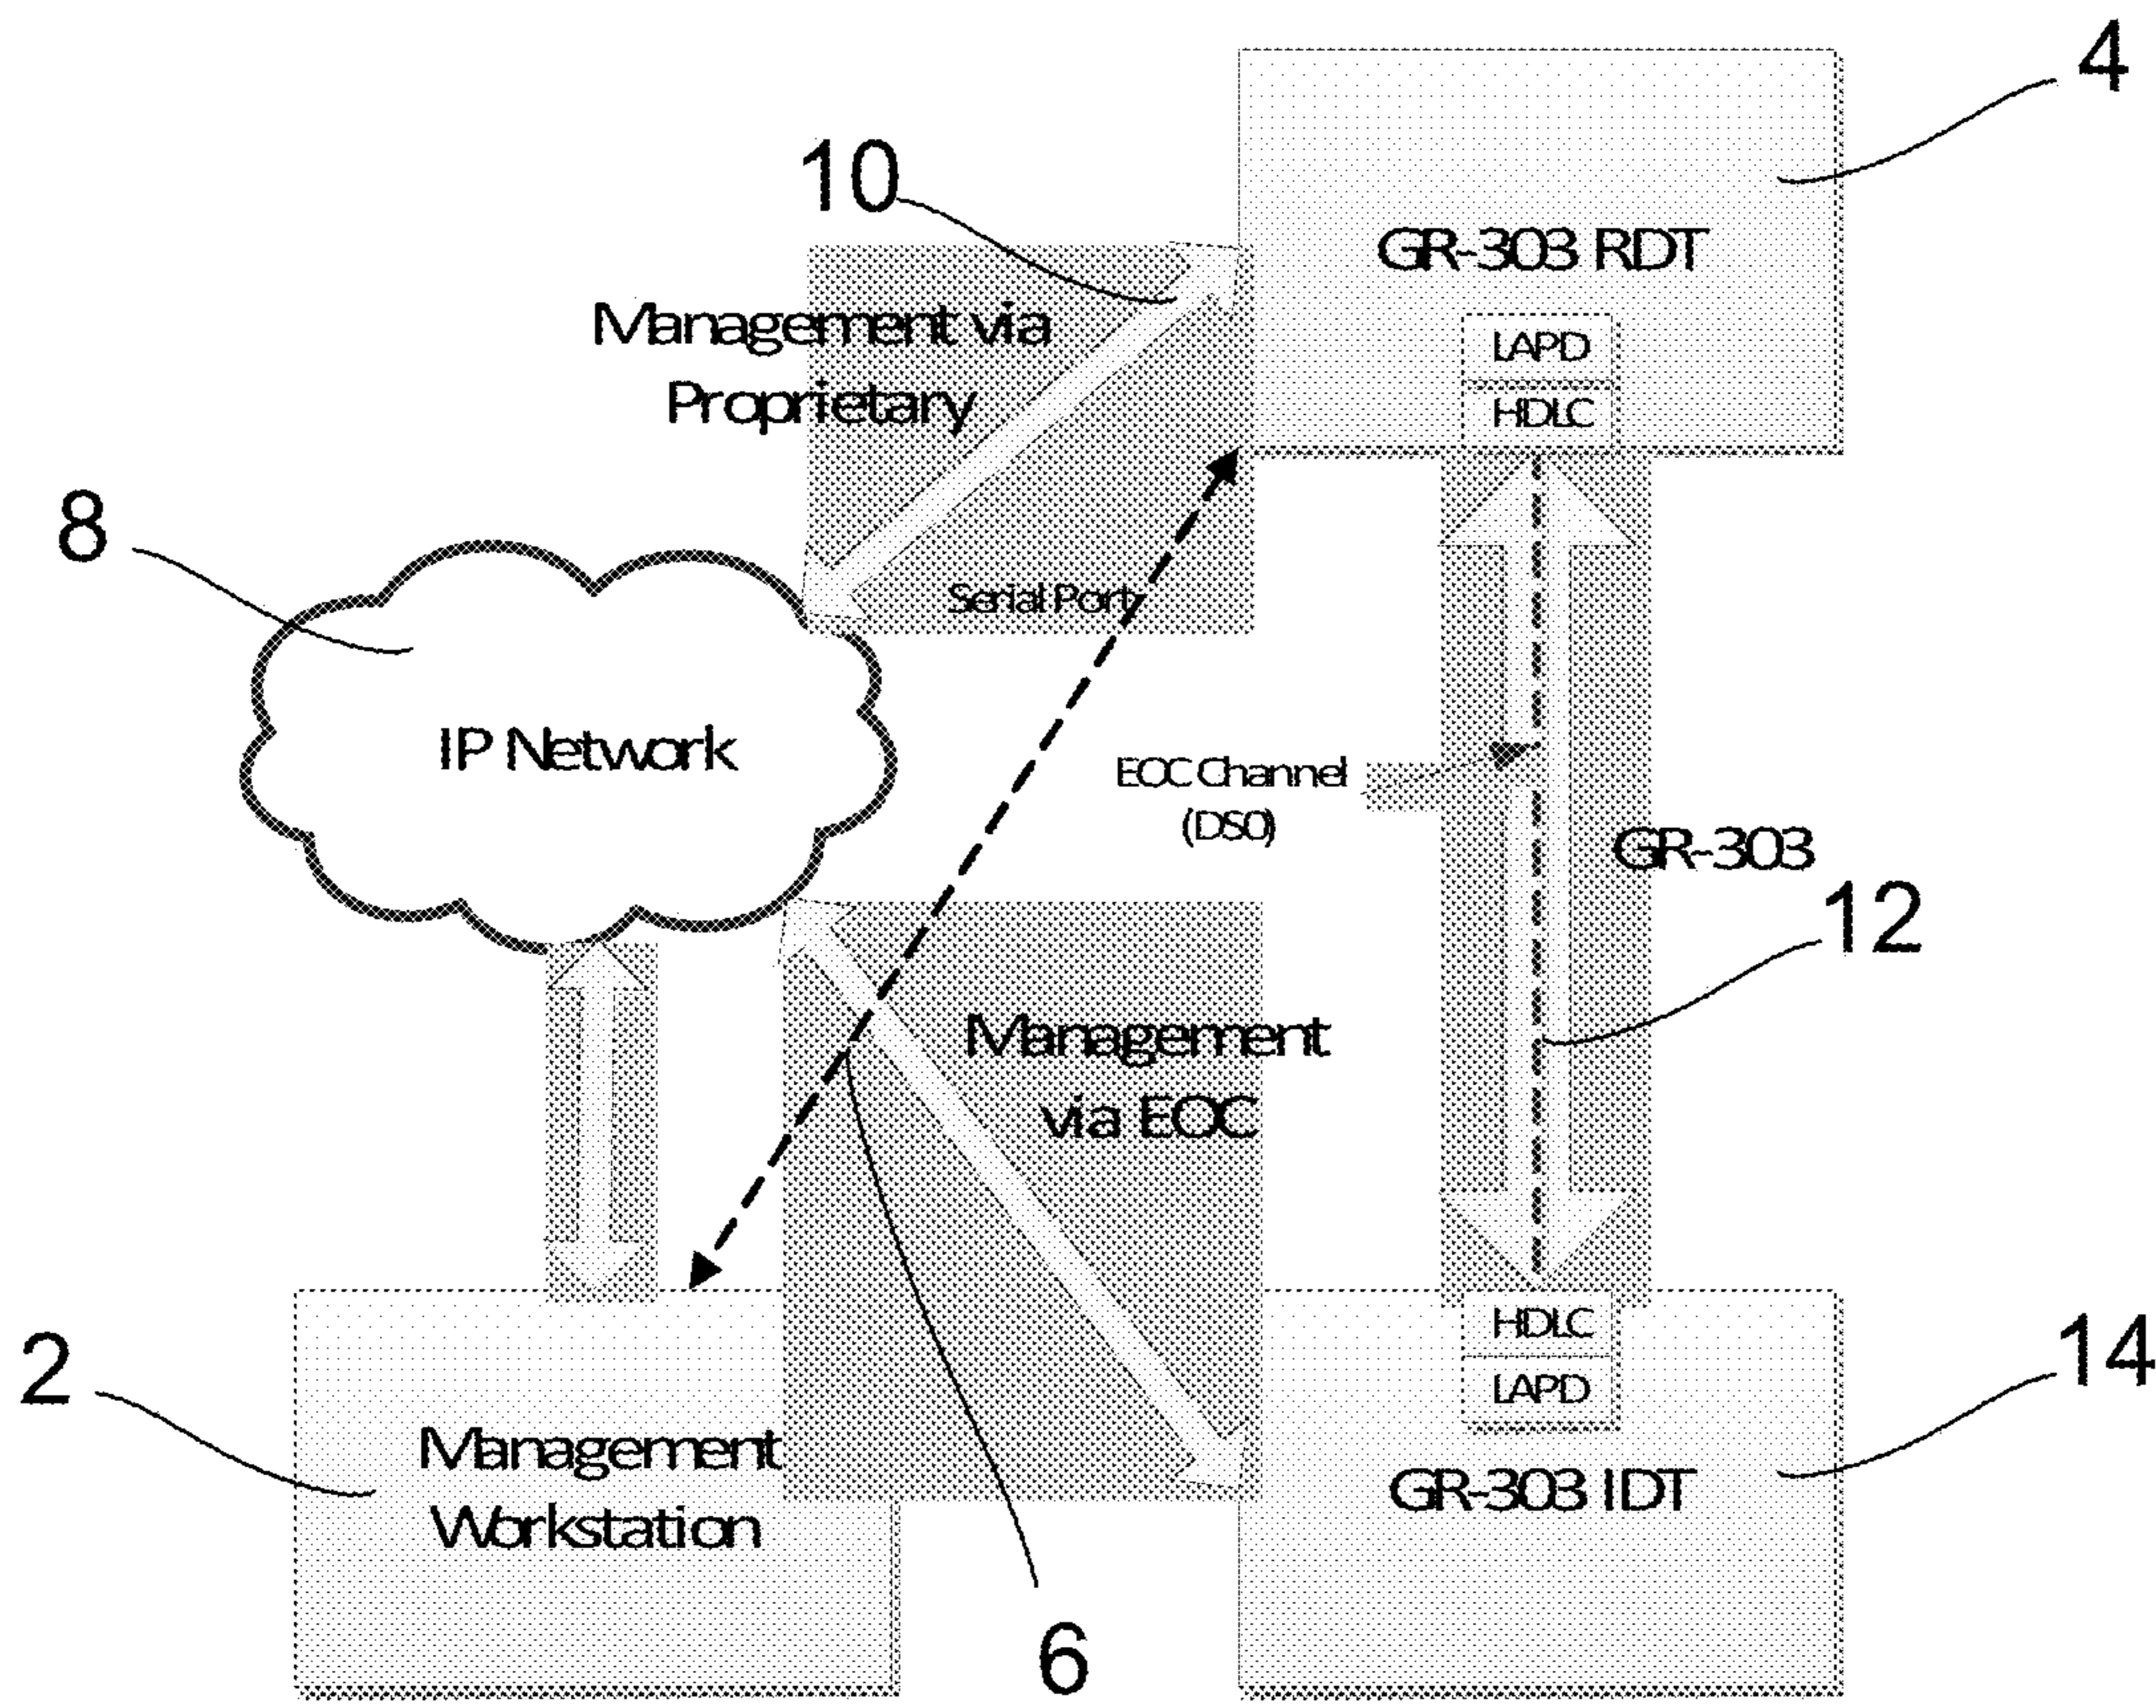 4
10
GR-303 RDT
Management via
Proprietary
LAPD
HDLC
8
Serial Port
IP Network
EOC Channel
(DS0)
GR-303
12
Management
via EOC
HDLC
LAPD
2
14
Management
Workstation
GR-303 IDT
6